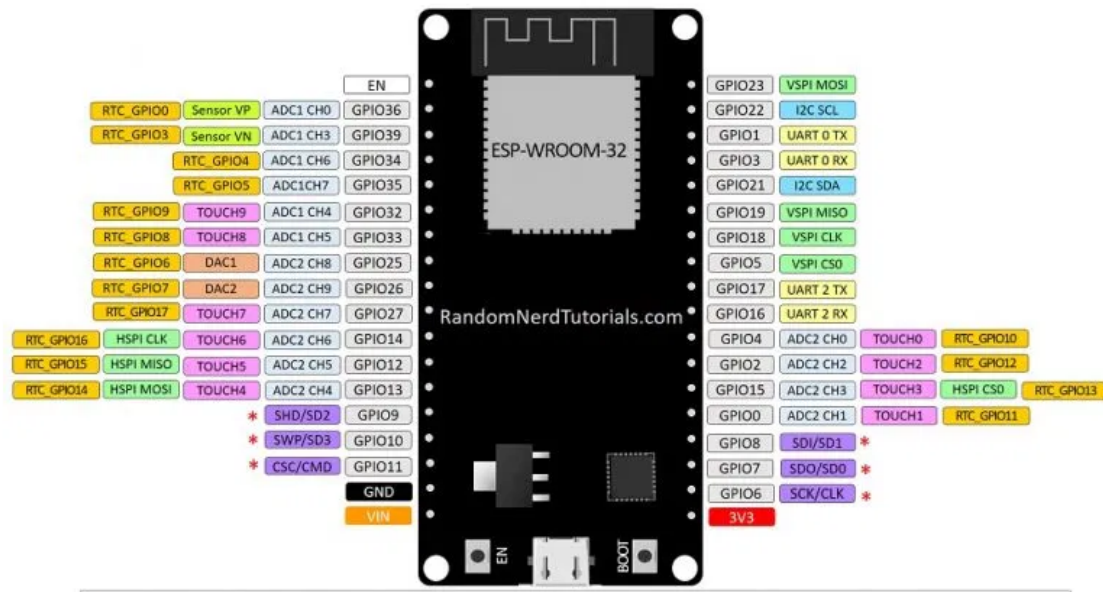 EN
RTC_GPIO0 Sensor VP ADC1 CH0 GPIO36
RTC_GPIO3 Sensor VN ADC1 CH3 GPIO39
RTC_GPIO4 ADC1 CH6 GPIO34
RTC_GPIO5 ADC1CH7 GPIO35
RTC_GPIO9 TOUCH9 ADC1 CH4 GPIO32
RTC_GPIO8 TOUCH8 ADC1 CH5 GPIO33
RTC_GPIO6 DAC1 ADC2 CH8 GPIO25
RTC_GPIO7 DAC2 ADC2 CH9 GPIO26
RTC_GPIO17 TOUCH7 ADC2 CH7 GPIO27
RTC_GPIO16 HSPI CLK TOUCH6 ADC2 CH6 GPIO14
RTC_GPIO15 HSPI MISO TOUCH5 ADC2 CH5 GPIO12
RTC_GPIO14 HSPI MOSI TOUCH4 ADC2 CH4 GPIO13
* SHD/SD2 GPIO9
* SWP/SD3 GPIO10
* CSC/CMD GPIO11
GND
VIN
ESP-WROOM-32
RandomNerdTutorials.com
EN
BOOT
GPIO23 VSPI MOSI
GPIO22 I2C SCL
GPIO1 UART 0 TX
GPIO3 UART 0 RX
GPIO21 I2C SDA
GPIO19 VSPI MISO
GPIO18 VSPI CLK
GPIO5 VSPI CS0
GPIO17 UART 2 TX
GPIO16 UART 2 RX
GPIO4 ADC2 CH0 TOUCH0 RTC_GPIO10
GPIO2 ADC2 CH2 TOUCH2 RTC_GPIO12
GPIO15 ADC2 CH3 TOUCH3 HSPI CS0 RTC_GPIO13
GPIO0 ADC2 CH1 TOUCH1 RTC_GPIO11
GPIO8 SDI/SD1 *
GPIO7 SDO/SD0 *
GPIO6 SCK/CLK *
3V3